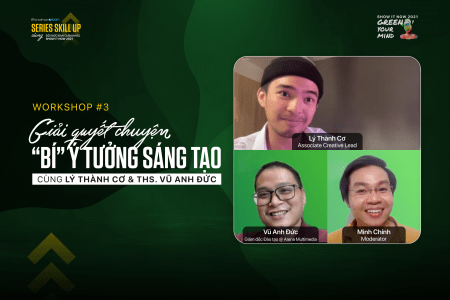 SERIES SKILL UP
SHOW IT NOW 2021
GREEN
YOUR
MIND
WORKSHOP #3
Giải quyết chuyện
“BÍ” Ý TƯỞNG SÁNG TẠO
CÙNG LÝ THÀNH CƠ & THS. VŨ ANH ĐỨC
Lý Thành Cơ
Associate Creative Lead
Vũ Anh Đức
Giám đốc Đào tạo @ Arena Multimedia
Minh Chính
Moderator